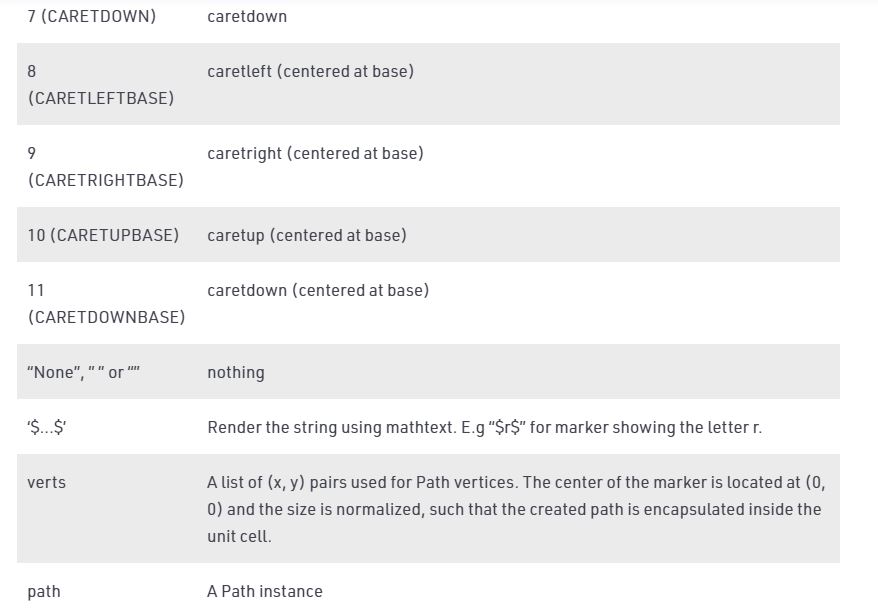 7 (CARETDOWN) caretdown
8 caretleft (centered at base)
(CARETLEFTBASE)
9 caretright (centered at base)
(CARETRIGHTBASE)
10 (CARETUPBASE) caretup (centered at base)
11 caretdown (centered at base)
(CARETDOWNBASE)
“None”, ” “ or “” nothing
‘$…$’ Render the string using mathtext. E.g “$r$” for marker showing the letter r.
verts A list of (x, y) pairs used for Path vertices. The center of the marker is located at (0,
0) and the size is normalized, such that the created path is encapsulated inside the
unit cell.
path A Path instance